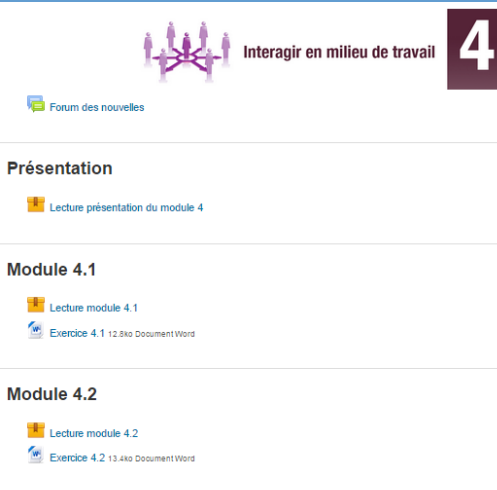 Interagir en milieu de travail 4
Forum des nouvelles
Présentation
Lecture présentation du module 4
Module 4.1
Lecture module 4.1
Exercice 4.1 12.8ko Document Word
Module 4.2
Lecture module 4.2
Exercice 4.2 13.4ko Document Word